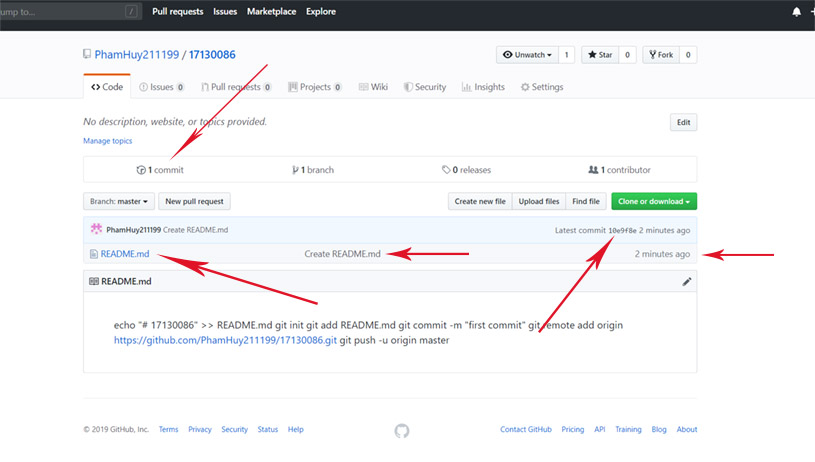 ump to... /
Pull requests Issues Marketplace Explore
PhamHuy211199 / 17130086
Unwatch 1 Star 0 Fork 0
Code Issues 0 Pull requests 0 Projects 0 Wiki Security Insights Settings
No description, website, or topics provided.
Edit
Manage topics
1 commit 1 branch 0 releases 1 contributor
Branch: master New pull request Create new file Upload files Find file Clone or download
PhamHuy211199 Create README.md Latest commit 10e9f8e 2 minutes ago
README.md Create README.md 2 minutes ago
README.md
echo "# 17130086" >> README.md git init git add README.md git commit -m "first commit" git remote add origin
https://github.com/PhamHuy211199/17130086.git git push -u origin master
© 2019 GitHub, Inc. Terms Privacy Security Status Help Contact GitHub Pricing API Training Blog About